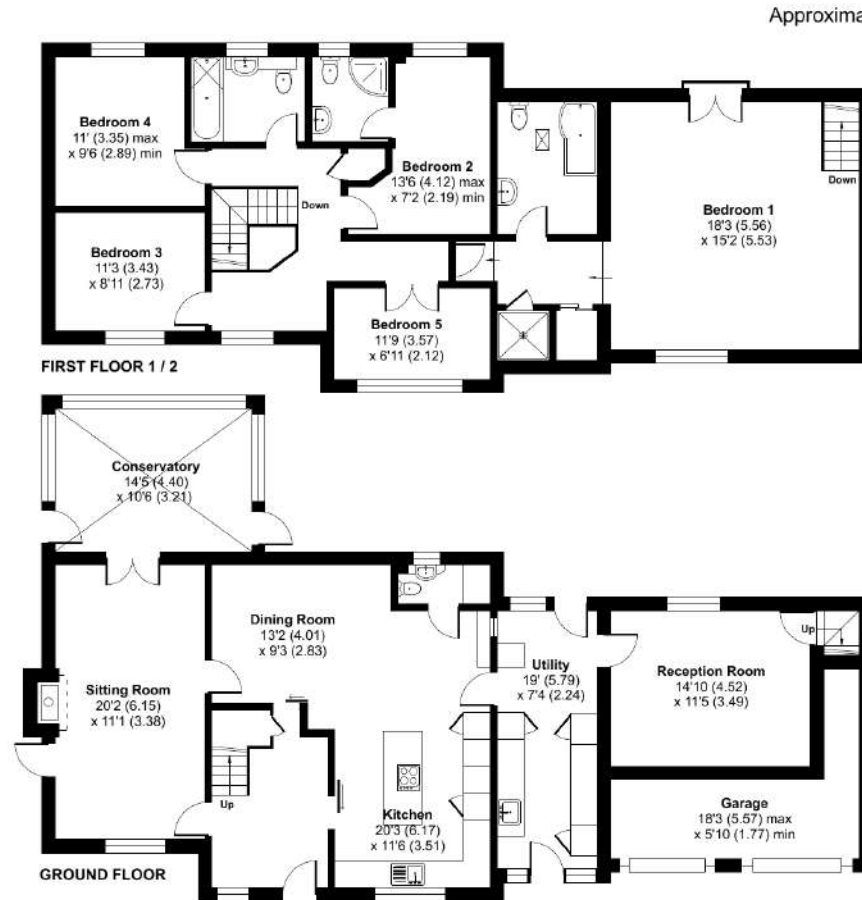 Approxima
Bedroom 4
11' (3.35) max
x 9'6 (2.89) min
Bedroom 2
13'6 (4.12) max
x 7'2 (2.19) min
Down
Bedroom 1
18'3 (5.56)
x 15'2 (5.53)
Down
Bedroom 3
11'3 (3.43)
x 8'11 (2.73)
Bedroom 5
11'9 (3.57)
x 6'11 (2.12)
FIRST FLOOR 1 / 2
Conservatory
14'5 (4.40)
x 10'6 (3.21)
Dining Room
13'2 (4.01)
x 9'3 (2.83)
Sitting Room
20'2 (6.15)
x 11'1 (3.38)
Utility
19' (5.79)
x 7'4 (2.24)
Reception Room
14'10 (4.52)
x 11'5 (3.49)
Up
Up
Kitchen
20'3 (6.17)
x 11'6 (3.51)
Garage
18'3 (5.57) max
x 5'10 (1.77) min
GROUND FLOOR